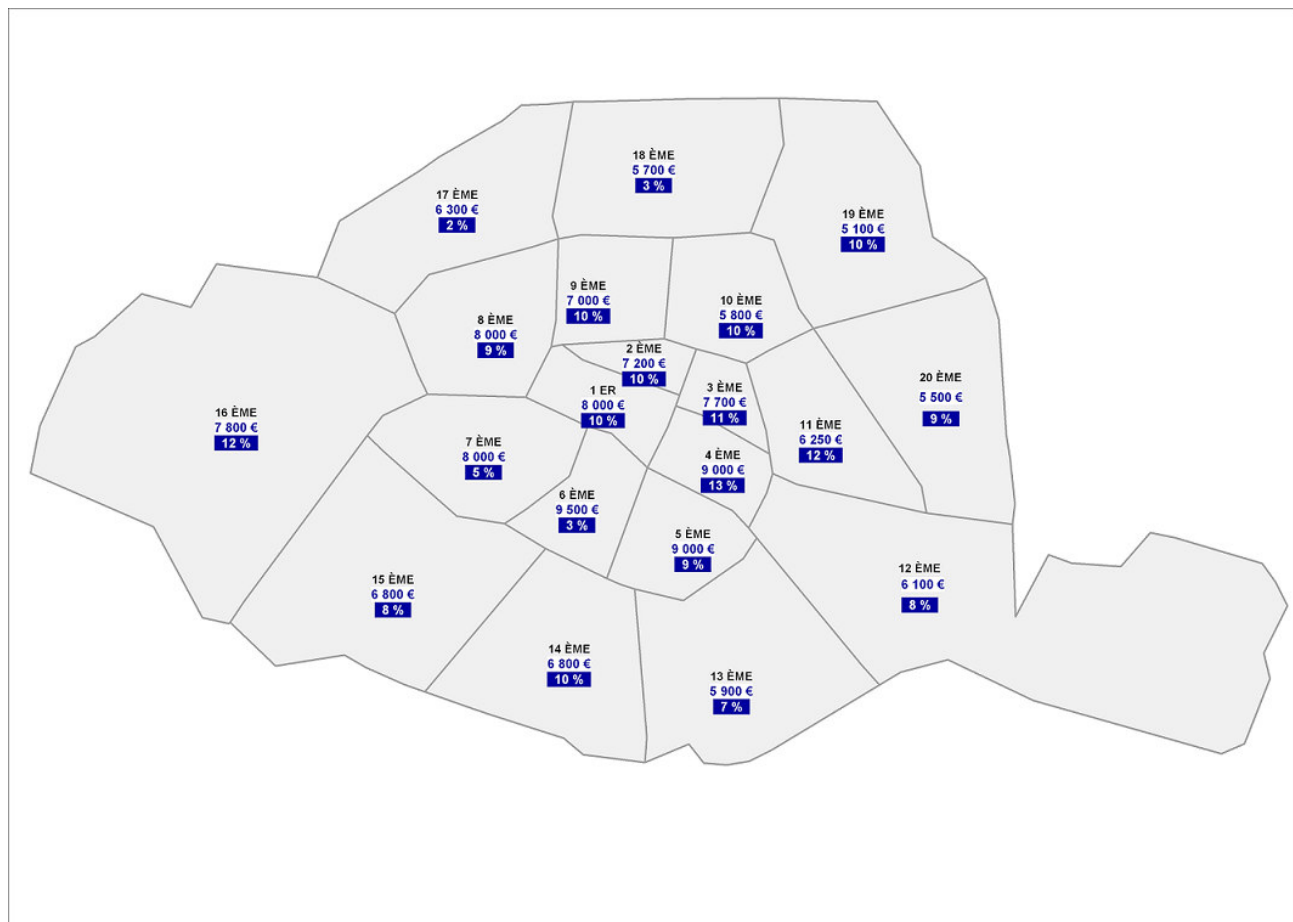 18 ÈME
5 700 €
3 %
17 ÈME
6 300 €
2 %
19 ÈME
5 100 €
10 %
9 ÈME
7 000 €
10 %
10 ÈME
5 800 €
10 %
8 ÈME
8 000 €
9 %
2 ÈME
7 200 €
10 %
1 ER
8 000 €
10 %
3 ÈME
7 700 €
11 %
20 ÈME
5 500 €
9 %
16 ÈME
7 800 €
12 %
11 ÈME
6 250 €
12 %
7 ÈME
8 000 €
5 %
4 ÈME
9 000 €
13 %
6 ÈME
9 500 €
3 %
5 ÈME
9 000 €
9 %
12 ÈME
6 100 €
8 %
15 ÈME
6 800 €
8 %
14 ÈME
6 800 €
10 %
13 ÈME
5 900 €
7 %